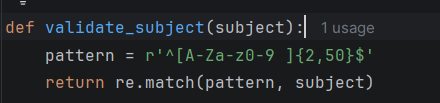 def validate_subject(subject): 1 usage
    pattern = r'^[A-Za-z0-9 ]{2,50}$'
    return re.match(pattern, subject)